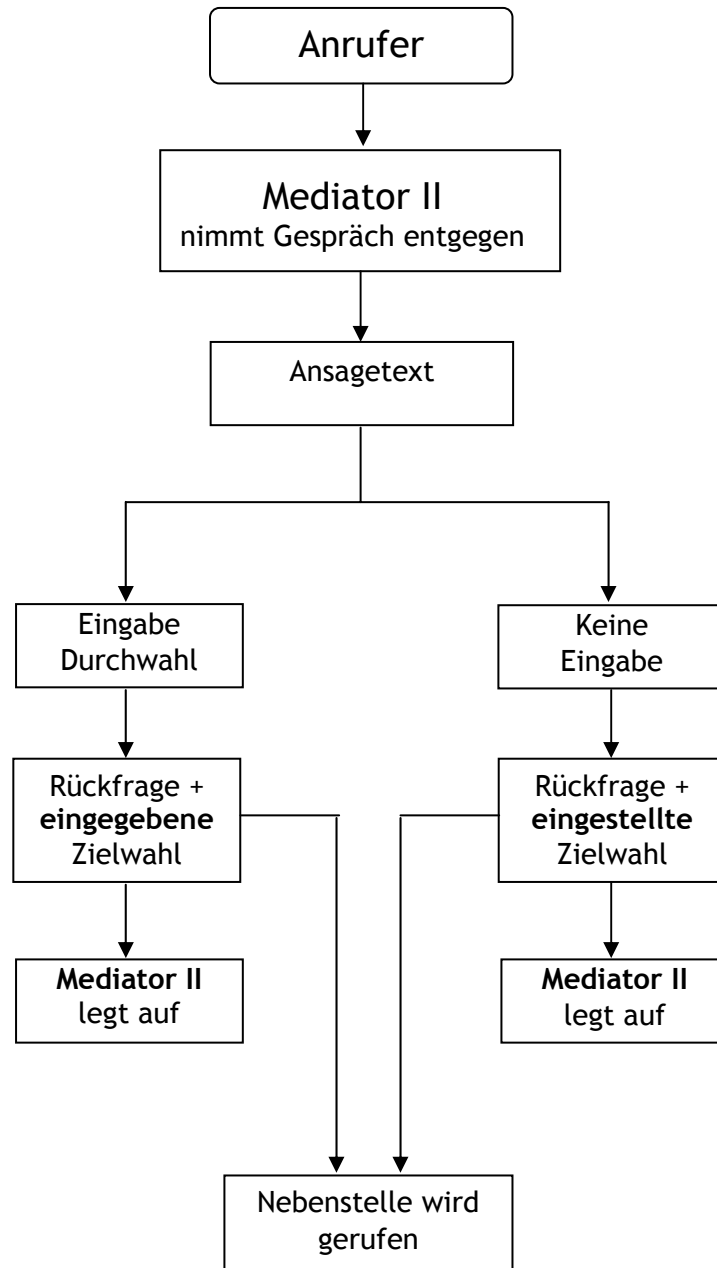 Anrufer
Mediator II
nimmt Gespräch entgegen
Ansagetext
Eingabe
Durchwahl
Keine
Eingabe
Rückfrage +
eingegebene
Zielwahl
Rückfrage +
eingestellte
Zielwahl
Mediator II
legt auf
Mediator II
legt auf
Nebenstelle wird
gerufen